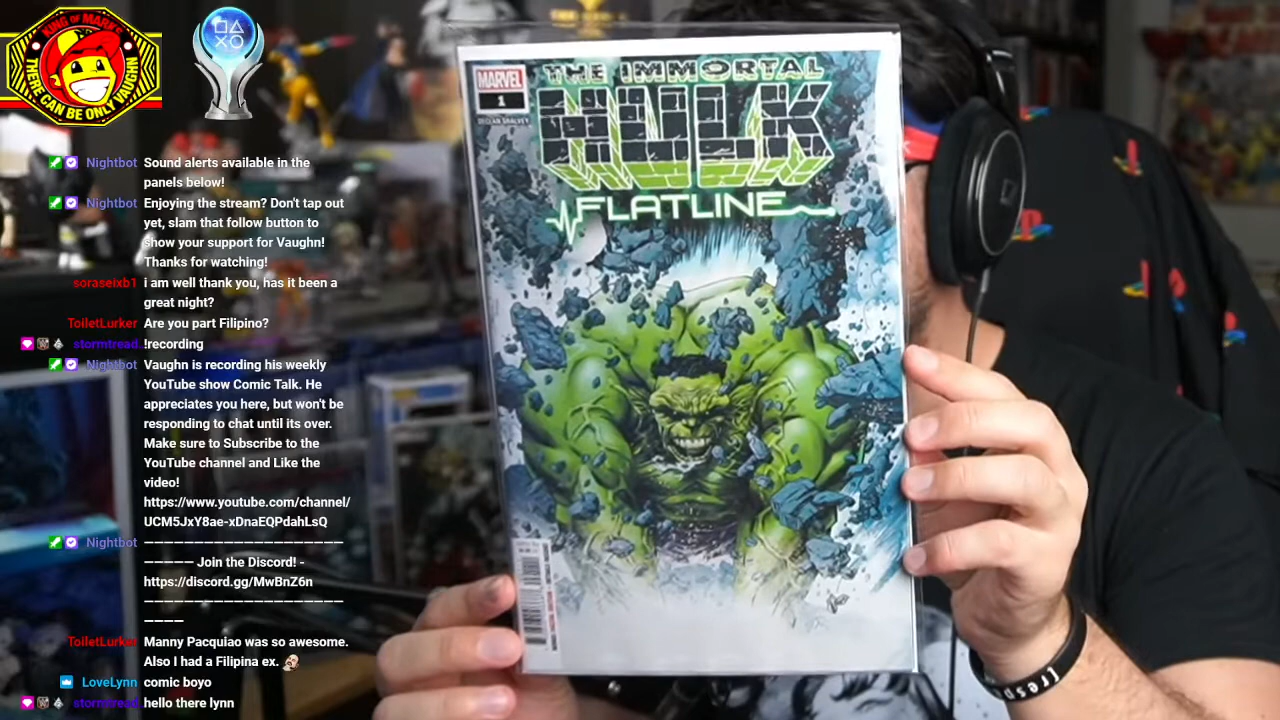 KING OF MARKS
THERE CAN BE ONLY VAUGHN
Nightbot Sound alerts available in the
panels below!
Nightbot Enjoying the stream? Don't tap out
yet, slam that follow button to
show your support for Vaughn!
Thanks for watching!
soraseixb1 i am well thank you, has it been a
great night?
ToiletLurker Are you part Filipino?
stormtread !recording
Nightbot Vaughn is recording his weekly
YouTube show Comic Talk. He
appreciates you here, but won't be
responding to chat until its over.
Make sure to Subscribe to the
YouTube channel and Like the
video!
https://www.youtube.com/channel/
UCM5JxY8ae-xDnaEQPdahLsQ
Nightbot ————————————————————
————— Join the Discord! -
https://discord.gg/MwBnZ6n
————————————————————
————
ToiletLurker Manny Pacquiao was so awesome.
Also I had a Filipina ex.
LoveLynn comic boyo
stormtread hello there lynn
MARVEL
1
DECLAN SHALVEY
THE IMMORTAL
HULK
FLATLINE